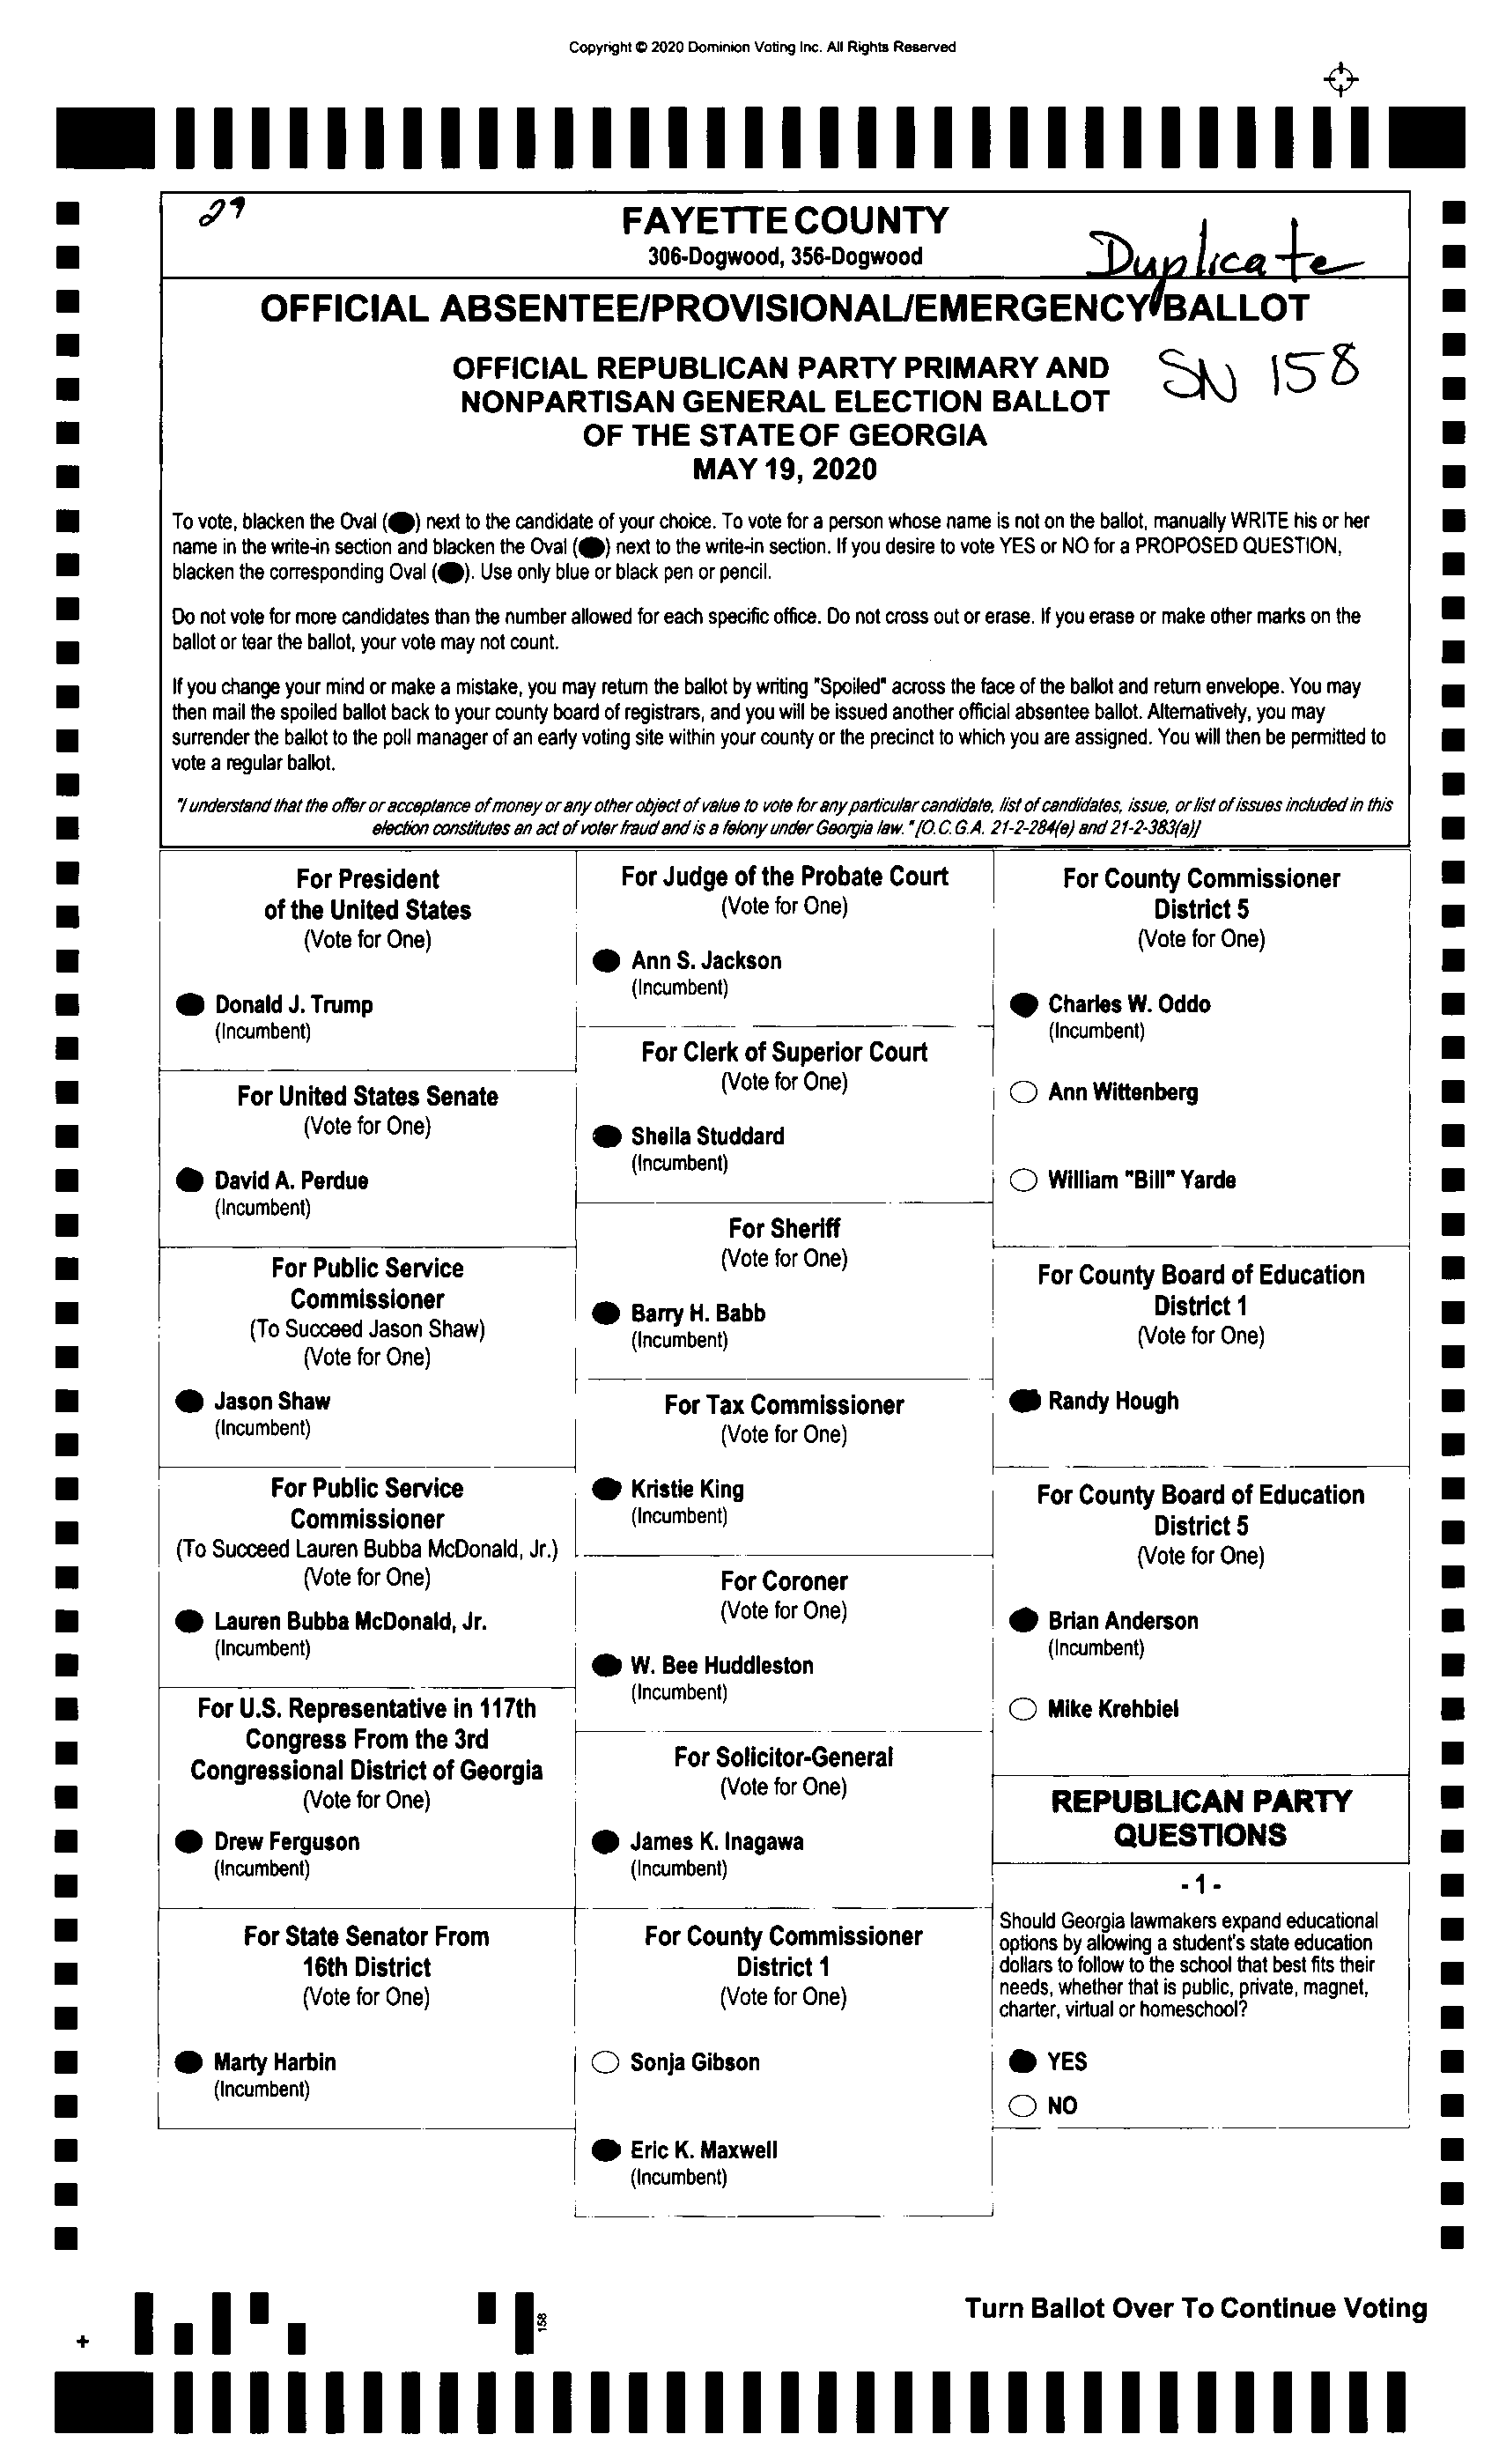 Copyright © 2020 Dominion Voting Inc. All Rights Reserved
29
FAYETTE COUNTY
306-Dogwood, 356-Dogwood
Duplicate
OFFICIAL ABSENTEE/PROVISIONAL/EMERGENCY BALLOT
OFFICIAL REPUBLICAN PARTY PRIMARY AND
NONPARTISAN GENERAL ELECTION BALLOT
OF THE STATE OF GEORGIA
MAY 19, 2020
SN 158
To vote, blacken the Oval (⬬) next to the candidate of your choice. To vote for a person whose name is not on the ballot, manually WRITE his or her
name in the write-in section and blacken the Oval (⬬) next to the write-in section. If you desire to vote YES or NO for a PROPOSED QUESTION,
blacken the corresponding Oval (⬬). Use only blue or black pen or pencil.
Do not vote for more candidates than the number allowed for each specific office. Do not cross out or erase. If you erase or make other marks on the
ballot or tear the ballot, your vote may not count.
If you change your mind or make a mistake, you may return the ballot by writing "Spoiled" across the face of the ballot and return envelope. You may
then mail the spoiled ballot back to your county board of registrars, and you will be issued another official absentee ballot. Alternatively, you may
surrender the ballot to the poll manager of an early voting site within your county or the precinct to which you are assigned. You will then be permitted to
vote a regular ballot.
"I understand that the offer or acceptance of money or any other object of value to vote for any particular candidate, list of candidates, issue, or list of issues included in this
election constitutes an act of voter fraud and is a felony under Georgia law." [O.C.G.A. 21-2-284(e) and 21-2-383(a)]
For President
of the United States
(Vote for One)
Donald J. Trump
(Incumbent)
For United States Senate
(Vote for One)
David A. Perdue
(Incumbent)
For Public Service
Commissioner
(To Succeed Jason Shaw)
(Vote for One)
Jason Shaw
(Incumbent)
For Public Service
Commissioner
(To Succeed Lauren Bubba McDonald, Jr.)
(Vote for One)
Lauren Bubba McDonald, Jr.
(Incumbent)
For U.S. Representative in 117th
Congress From the 3rd
Congressional District of Georgia
(Vote for One)
Drew Ferguson
(Incumbent)
For State Senator From
16th District
(Vote for One)
Marty Harbin
(Incumbent)
For Judge of the Probate Court
(Vote for One)
Ann S. Jackson
(Incumbent)
For Clerk of Superior Court
(Vote for One)
Sheila Studdard
(Incumbent)
For Sheriff
(Vote for One)
Barry H. Babb
(Incumbent)
For Tax Commissioner
(Vote for One)
Kristie King
(Incumbent)
For Coroner
(Vote for One)
W. Bee Huddleston
(Incumbent)
For Solicitor-General
(Vote for One)
James K. Inagawa
(Incumbent)
For County Commissioner
District 1
(Vote for One)
Sonja Gibson
Eric K. Maxwell
(Incumbent)
For County Commissioner
District 5
(Vote for One)
Charles W. Oddo
(Incumbent)
Ann Wittenberg
William "Bill" Yarde
For County Board of Education
District 1
(Vote for One)
Randy Hough
For County Board of Education
District 5
(Vote for One)
Brian Anderson
(Incumbent)
Mike Krehbiel
REPUBLICAN PARTY
QUESTIONS
- 1 -
Should Georgia lawmakers expand educational
options by allowing a student's state education
dollars to follow to the school that best fits their
needs, whether that is public, private, magnet,
charter, virtual or homeschool?
YES
NO
Turn Ballot Over To Continue Voting
158